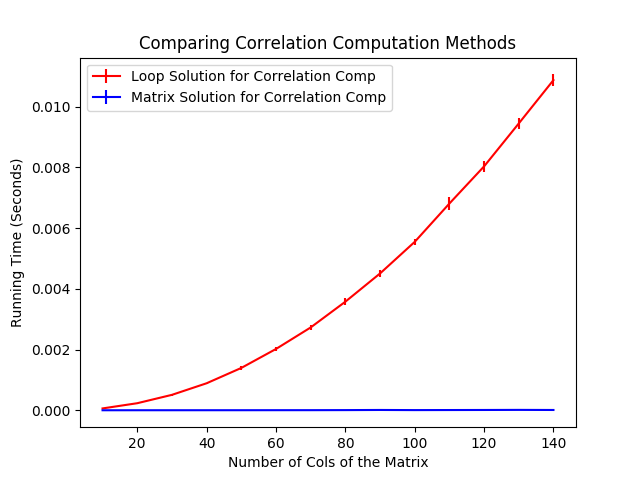 Comparing Correlation Computation Methods
Loop Solution for Correlation Comp
Matrix Solution for Correlation Comp
Running Time (Seconds)
0.010
0.008
0.006
0.004
0.002
0.000
20 40 60 80 100 120 140
Number of Cols of the Matrix